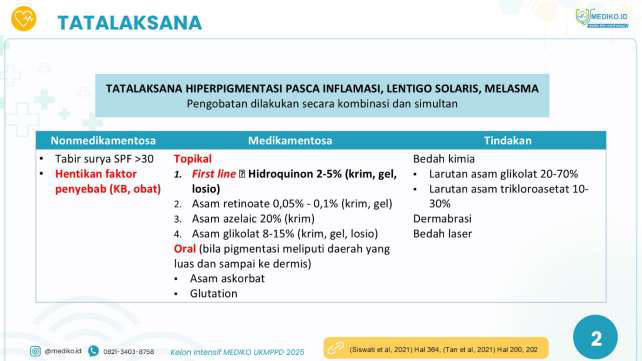 TATALAKSANA
MEDIKO.ID
TATALAKSANA HIPERPIGMENTASI PASCA INFLAMASI, LENTIGO SOLARIS, MELASMA
Pengobatan dilakukan secara kombinasi dan simultan
Nonmedikamentosa
• Tabir surya SPF >30
• Hentikan faktor
penyebab (KB, obat)
Medikamentosa
Topikal
1. First line Hidroquinon 2-5% (krim, gel,
losio)
2. Asam retinoate 0,05% - 0,1% (krim, gel)
3. Asam azelaic 20% (krim)
4. Asam glikolat 8-15% (krim, gel, losio)
Oral (bila pigmentasi meliputi daerah yang
luas dan sampai ke dermis)
• Asam askorbat
• Glutation
Tindakan
Bedah kimia
• Larutan asam glikolat 20-70%
• Larutan asam trikloroasetat 10-
30%
Dermabrasi
Bedah laser
@mediko.id
0821-3403-8758
Kelon Intensif MEDIKO UKMPPD 2025
(Siswati et al, 2021) Hal 364, (Tan et al, 2021) Hal 200, 202
2